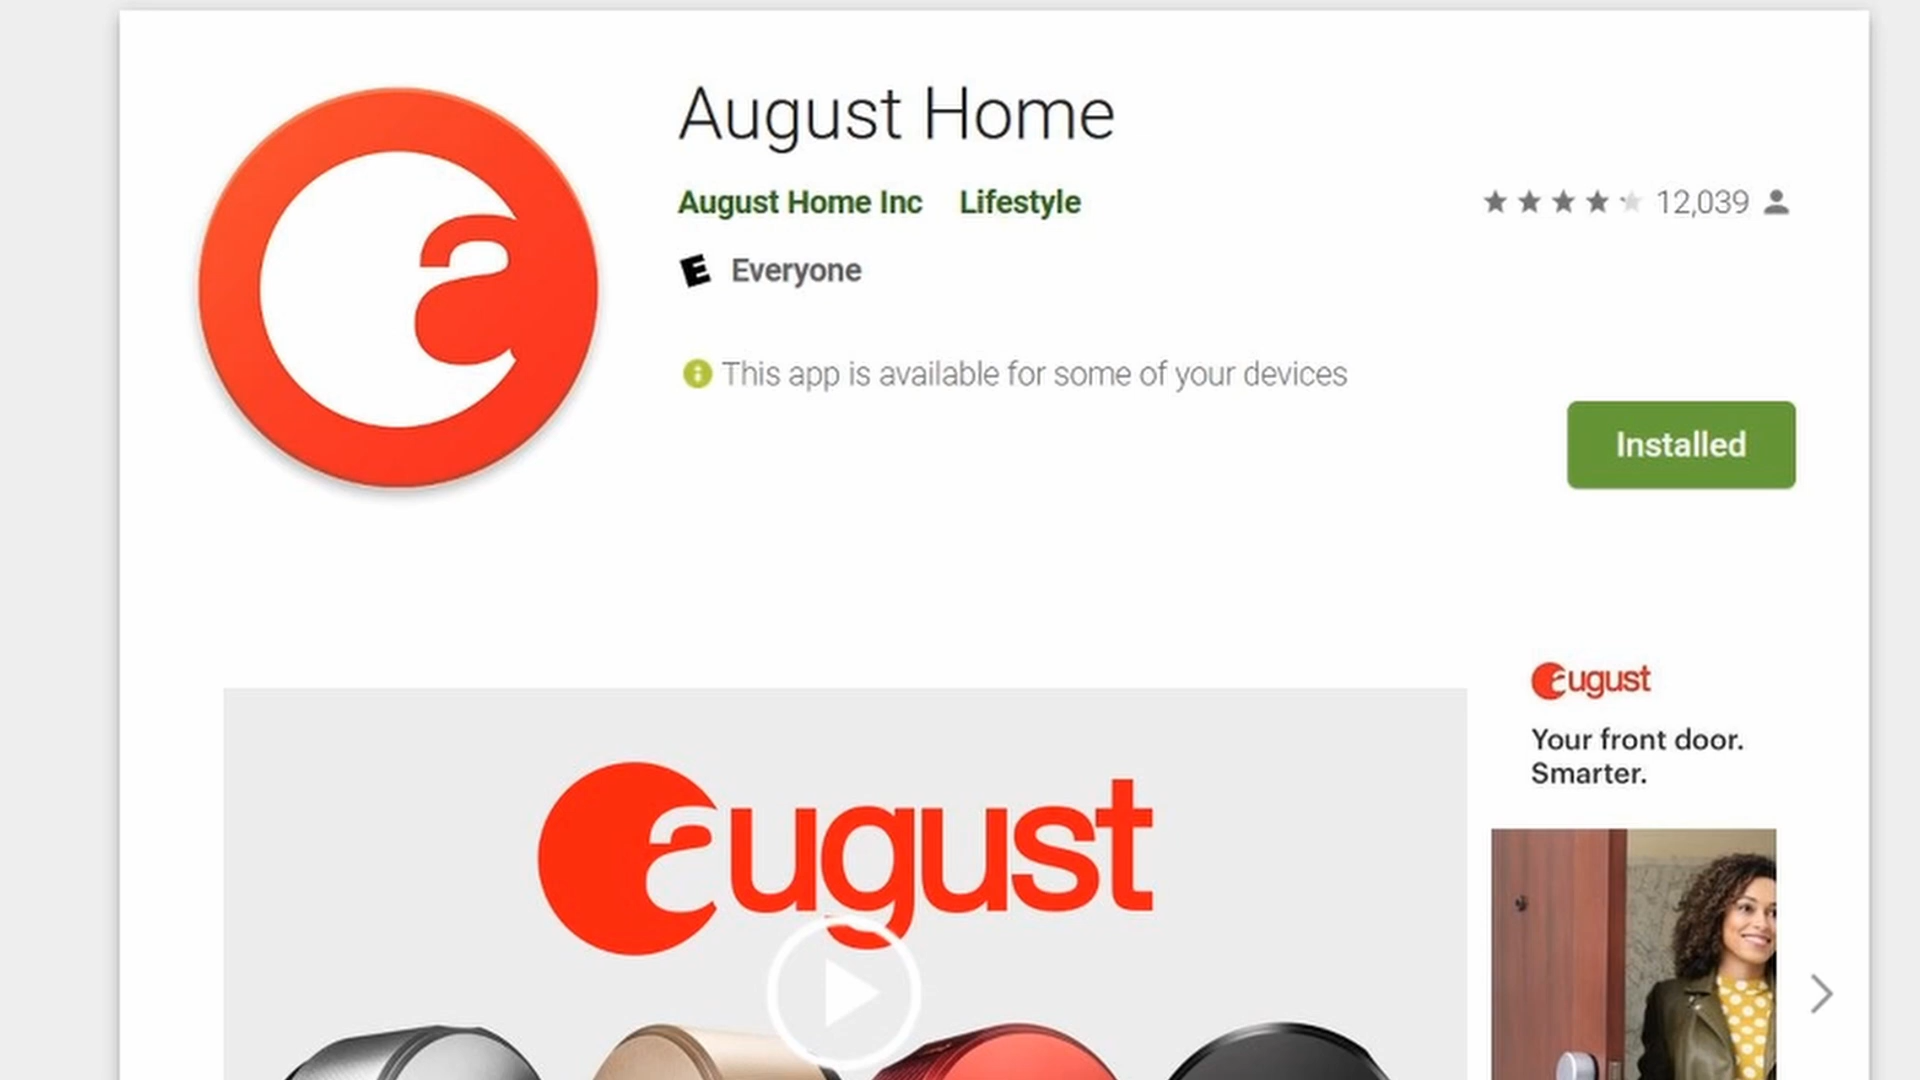 August Home
August Home Inc Lifestyle
12,039
E Everyone
This app is available for some of your devices
Installed
august
Your front door.
Smarter.
august